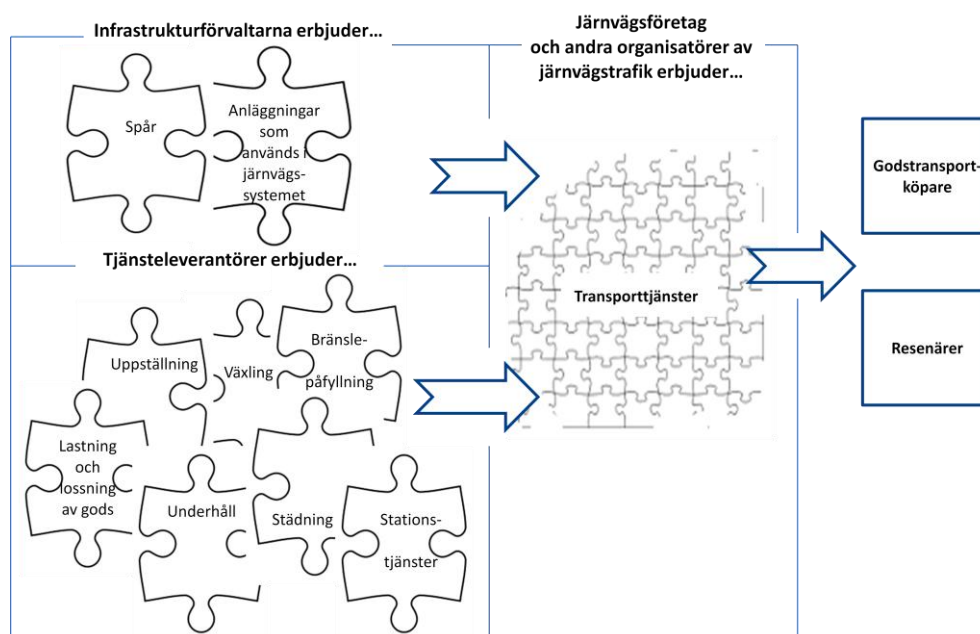 Infrastrukturförvaltarna erbjuder...
Spår
Anläggningar
som
används i
järnvägs-
systemet
Tjänsteleverantörer erbjuder...
Uppställning
Växling
Bränsle-
påfyllning
Lastning
och
lossning
av gods
Underhåll
Städning
Stations-
tjänster
Järnvägsföretag
och andra organisatörer av
järnvägstrafik erbjuder...
Transporttjänster
Godstransport-
köpare
Resenärer